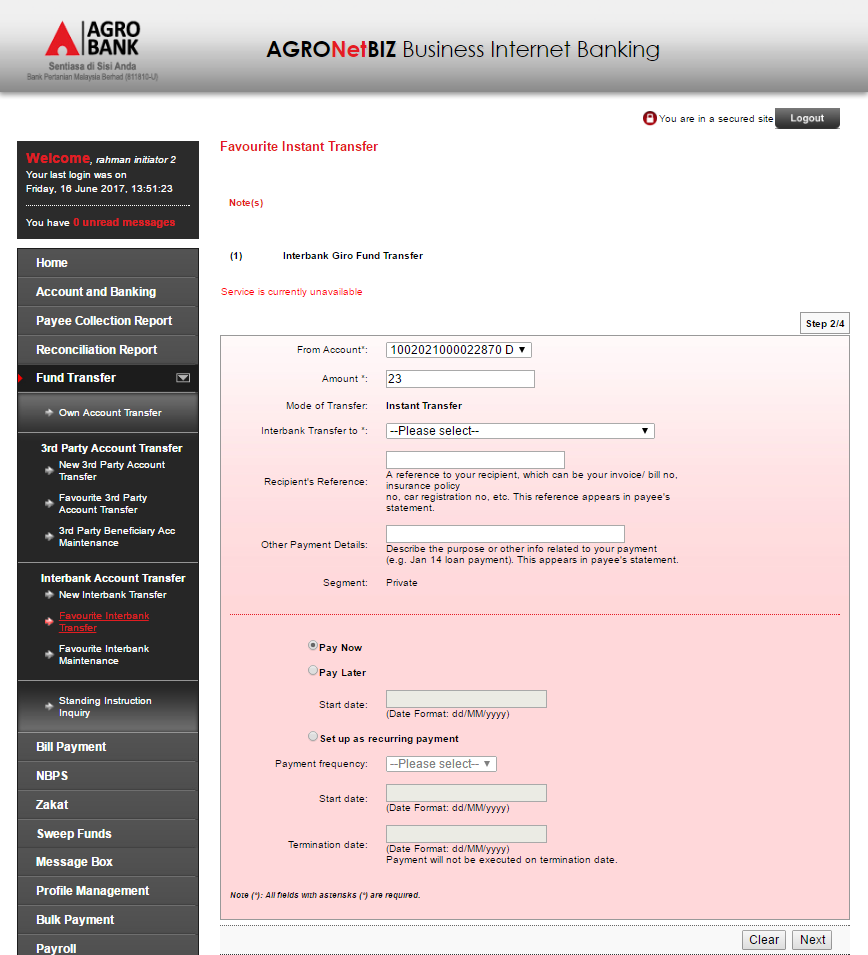 AGRO
BANK
Sentiasa di Sisi Anda
Bank Pertanian Malaysia Berhad (811810-U)
AGRONetBIZ Business Internet Banking
You are in a secured site
Logout
Welcome, rahman initiator 2
Your last login was on
Friday, 16 June 2017, 13:51:23
You have 0 unread messages
Home
Account and Banking
Payee Collection Report
Reconciliation Report
Fund Transfer
Own Account Transfer
3rd Party Account Transfer
New 3rd Party Account
Transfer
Favourite 3rd Party
Account Transfer
3rd Party Beneficiary Acc
Maintenance
Interbank Account Transfer
New Interbank Transfer
Favourite Interbank
Transfer
Favourite Interbank
Maintenance
Standing Instruction
Inquiry
Bill Payment
NBPS
Zakat
Sweep Funds
Message Box
Profile Management
Bulk Payment
Payroll
Favourite Instant Transfer
Note(s)
(1) Interbank Giro Fund Transfer
Service is currently unavailable
Step 2/4
From Account*: 1002021000022870 D
Amount *: 23
Mode of Transfer: Instant Transfer
Interbank Transfer to *: --Please select--
Recipient's Reference:
A reference to your recipient, which can be your invoice/ bill no,
insurance policy
no, car registration no, etc. This reference appears in payee's
statement.
Other Payment Details:
Describe the purpose or other info related to your payment
(e.g. Jan 14 loan payment). This appears in payee's statement.
Segment: Private
Pay Now
Pay Later
Start date:
(Date Format: dd/MM/yyyy)
Set up as recurring payment
Payment frequency: --Please select--
Start date:
(Date Format: dd/MM/yyyy)
Termination date:
(Date Format: dd/MM/yyyy)
Payment will not be executed on termination date.
Note (*): All fields with asterisks (*) are required.
Clear Next